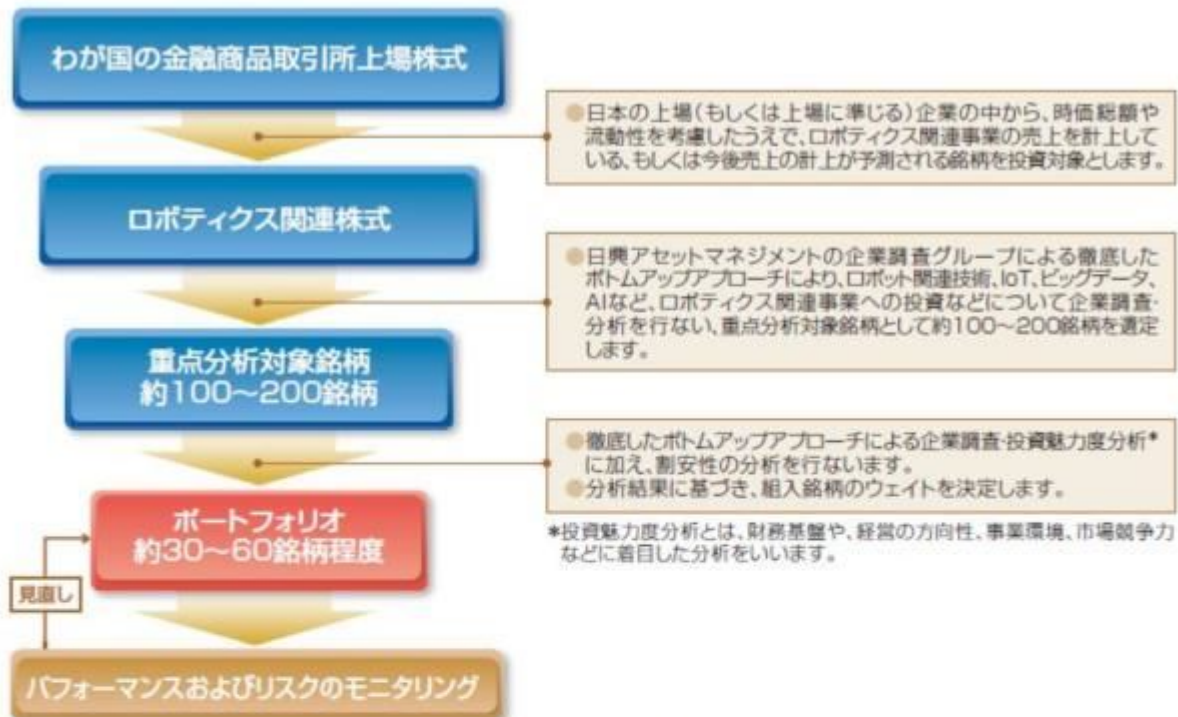 わが国の金融商品取引所上場株式
●日本の上場(もしくは上場に準じる)企業の中から、時価総額や
流動性を考慮したうえで、ロボティクス関連事業の売上を計上して
いる、もしくは今後売上の計上が予測される銘柄を投資対象とします。
ロボティクス関連株式
●日興アセットマネジメントの企業調査グループによる徹底した
ボトムアップアプローチにより、ロボット関連技術、IoT、ビッグデータ、
AIなど、ロボティクス関連事業への投資などについて企業調査・
分析を行ない、重点分析対象銘柄として約100～200銘柄を選定
します。
重点分析対象銘柄
約100～200銘柄
●徹底したボトムアップアプローチによる企業調査・投資魅力度分析*
に加え、割安性の分析を行ないます。
●分析結果に基づき、組入銘柄のウェイトを決定します。
*投資魅力度分析とは、財務基盤や、経営の方向性、事業環境、市場競争力
などに着目した分析をいいます。
ポートフォリオ
約30～60銘柄程度
見直し
パフォーマンスおよびリスクのモニタリング